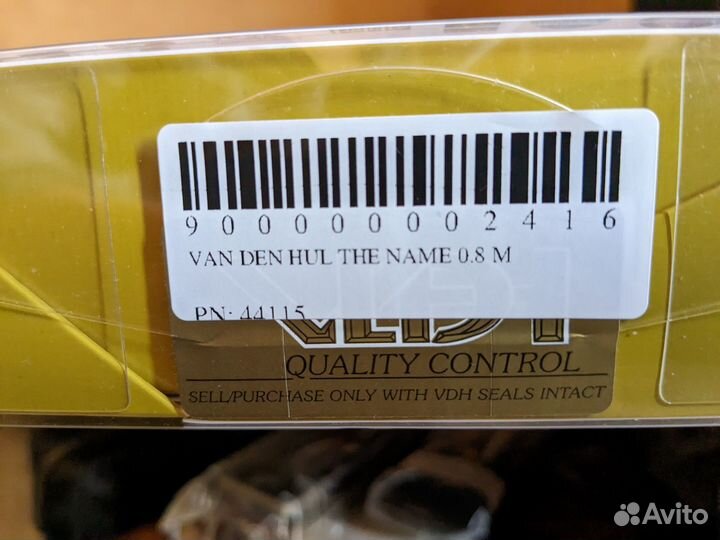 9000000002416
VAN DEN HUL THE NAME 0.8 M
PN: 44115
QUALITY CONTROL
SELL/PURCHASE ONLY WITH VDH SEALS INTACT
Avito